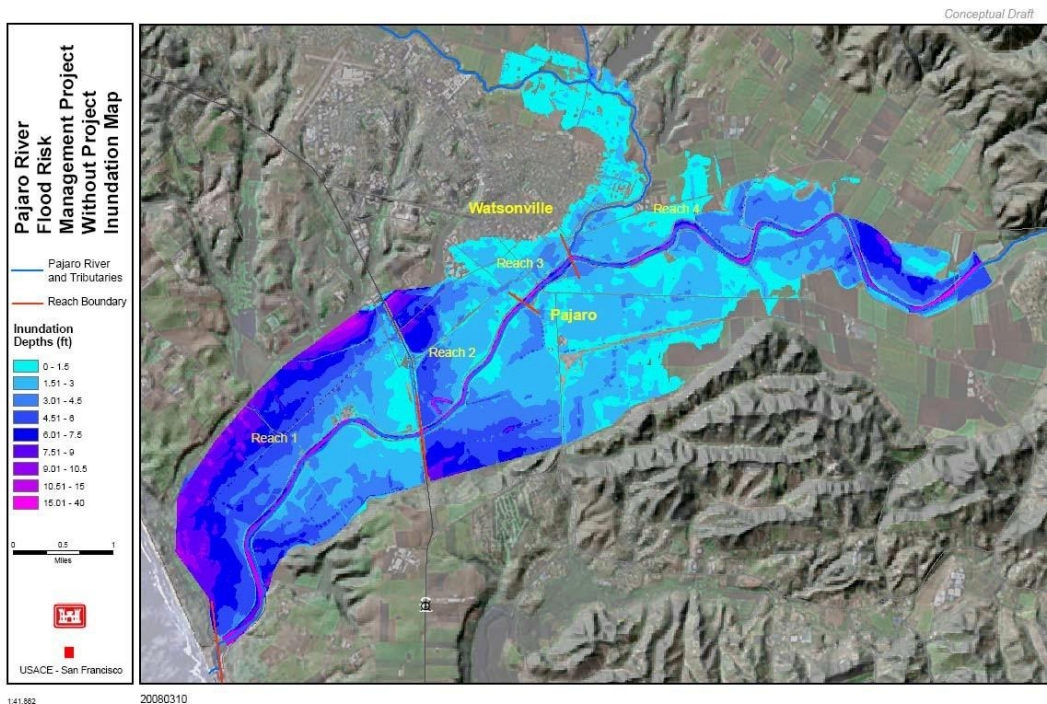 Conceptual Draft
Pajaro River
Flood Risk
Management Project
Without Project
Inundation Map
Pajaro River
and Tributaries
Reach Boundary
Inundation
Depths (ft)
0 - 1.5
1.51 - 3
3.01 - 4.5
4.51 - 6
6.01 - 7.5
7.51 - 9
9.01 - 10.5
10.51 - 15
15.01 - 40
0 0.5 1
Miles
USACE - San Francisco
Watsonville
Reach 4
Reach 3
Pajaro
Reach 2
Reach 1
1:41,882
20080310